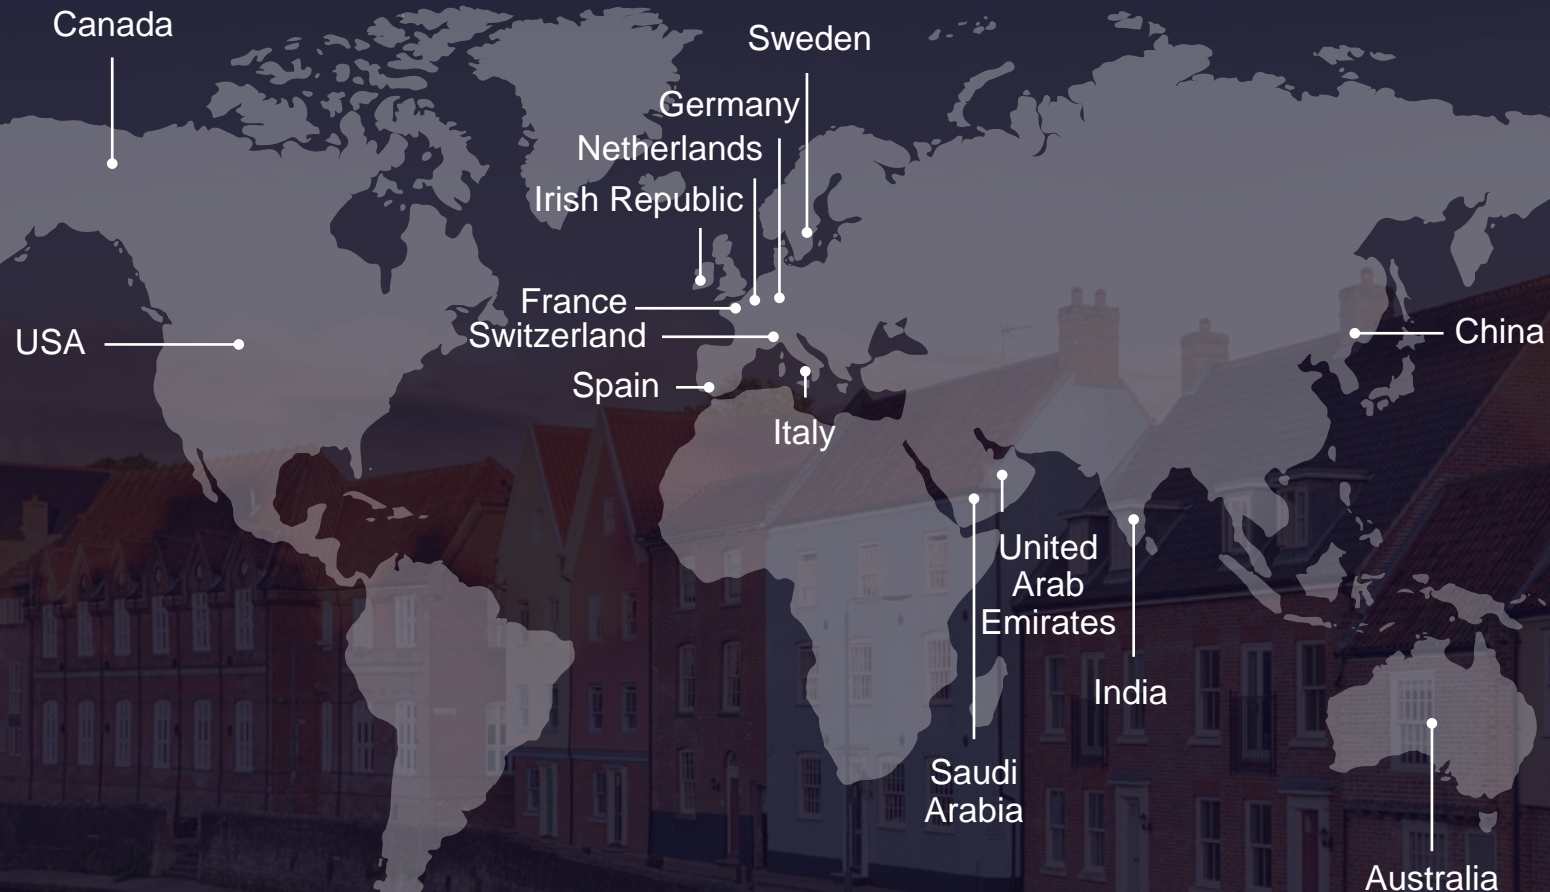 Canada
Sweden
Germany
Netherlands
Irish Republic
France
Switzerland
USA
China
Spain
Italy
United
Arab
Emirates
India
Saudi
Arabia
Australia